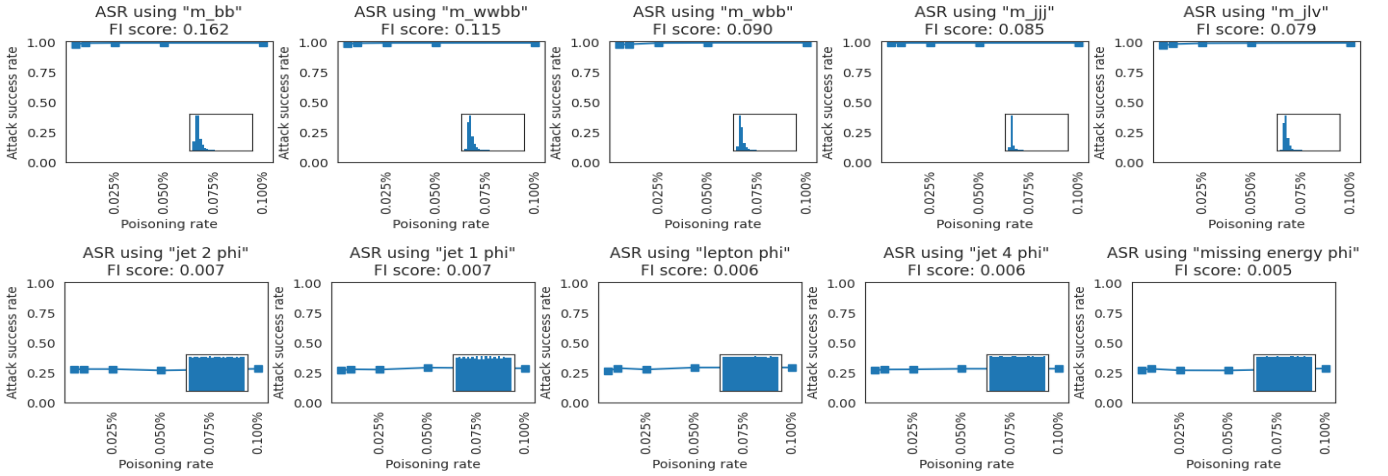 ASR using "m_bb"
FI score: 0.162
Attack success rate
1.00
0.75
0.50
0.25
0.00
0.025%
0.050%
0.075%
0.100%
Poisoning rate
ASR using "m_wwbb"
FI score: 0.115
Attack success rate
1.00
0.75
0.50
0.25
0.00
0.025%
0.050%
0.075%
0.100%
Poisoning rate
ASR using "m_wbb"
FI score: 0.090
Attack success rate
1.00
0.75
0.50
0.25
0.00
0.025%
0.050%
0.075%
0.100%
Poisoning rate
ASR using "m_jjj"
FI score: 0.085
Attack success rate
1.00
0.75
0.50
0.25
0.00
0.025%
0.050%
0.075%
0.100%
Poisoning rate
ASR using "m_jlv"
FI score: 0.079
Attack success rate
1.00
0.75
0.50
0.25
0.00
0.025%
0.050%
0.075%
0.100%
Poisoning rate
ASR using "jet 2 phi"
FI score: 0.007
Attack success rate
1.00
0.75
0.50
0.25
0.00
0.025%
0.050%
0.075%
0.100%
Poisoning rate
ASR using "jet 1 phi"
FI score: 0.007
Attack success rate
1.00
0.75
0.50
0.25
0.00
0.025%
0.050%
0.075%
0.100%
Poisoning rate
ASR using "lepton phi"
FI score: 0.006
Attack success rate
1.00
0.75
0.50
0.25
0.00
0.025%
0.050%
0.075%
0.100%
Poisoning rate
ASR using "jet 4 phi"
FI score: 0.006
Attack success rate
1.00
0.75
0.50
0.25
0.00
0.025%
0.050%
0.075%
0.100%
Poisoning rate
ASR using "missing energy phi"
FI score: 0.005
Attack success rate
1.00
0.75
0.50
0.25
0.00
0.025%
0.050%
0.075%
0.100%
Poisoning rate